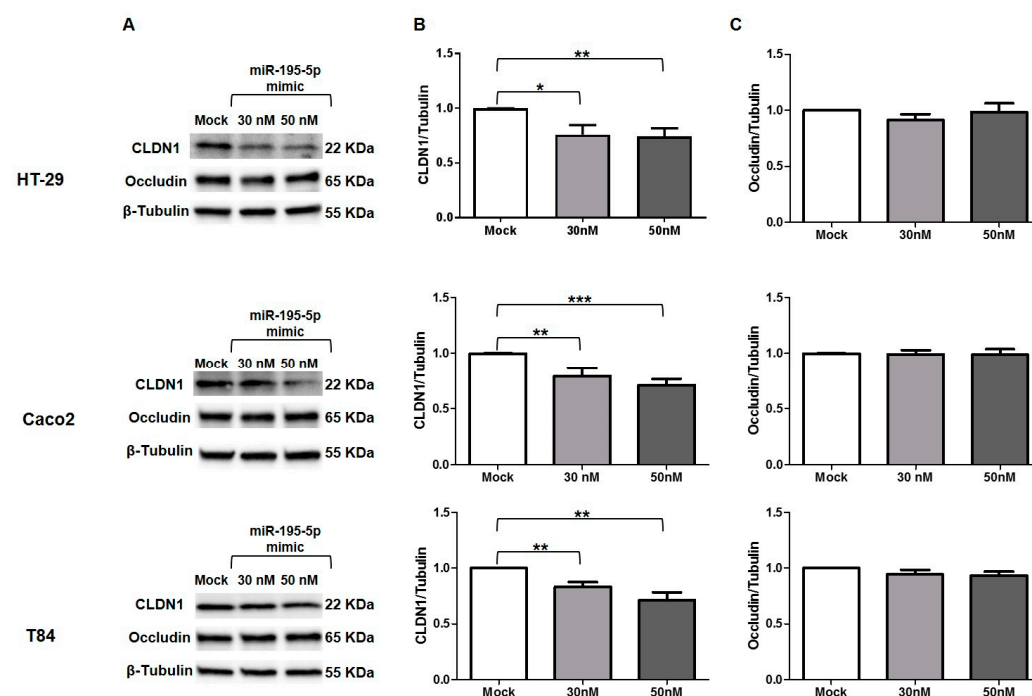 A
B
C
HT-29
miR-195-5p
mimic
Mock 30 nM 50 nM
CLDN1 22 KDa
Occludin 65 KDa
β-Tubulin 55 KDa
CLDN1/Tubulin
1.5
1.0
0.5
0.0
*
**
Mock 30nM 50nM
Occludin/Tubulin
1.5
1.0
0.5
0.0
Mock 30nM 50nM
Caco2
miR-195-5p
mimic
Mock 30 nM 50 nM
CLDN1 22 KDa
Occludin 65 KDa
β-Tubulin 55 KDa
CLDN1/Tubulin
1.5
1.0
0.5
0.0
***
**
Mock 30 nM 50nM
Occludin/Tubulin
1.5
1.0
0.5
0.0
Mock 30nM 50nM
T84
miR-195-5p
mimic
Mock 30 nM 50 nM
CLDN1 22 KDa
Occludin 65 KDa
β-Tubulin 55 KDa
CLDN1/Tubulin
1.5
1.0
0.5
0.0
**
**
Mock 30nM 50nM
Occludin/Tubulin
1.5
1.0
0.5
0.0
Mock 30nM 50nM